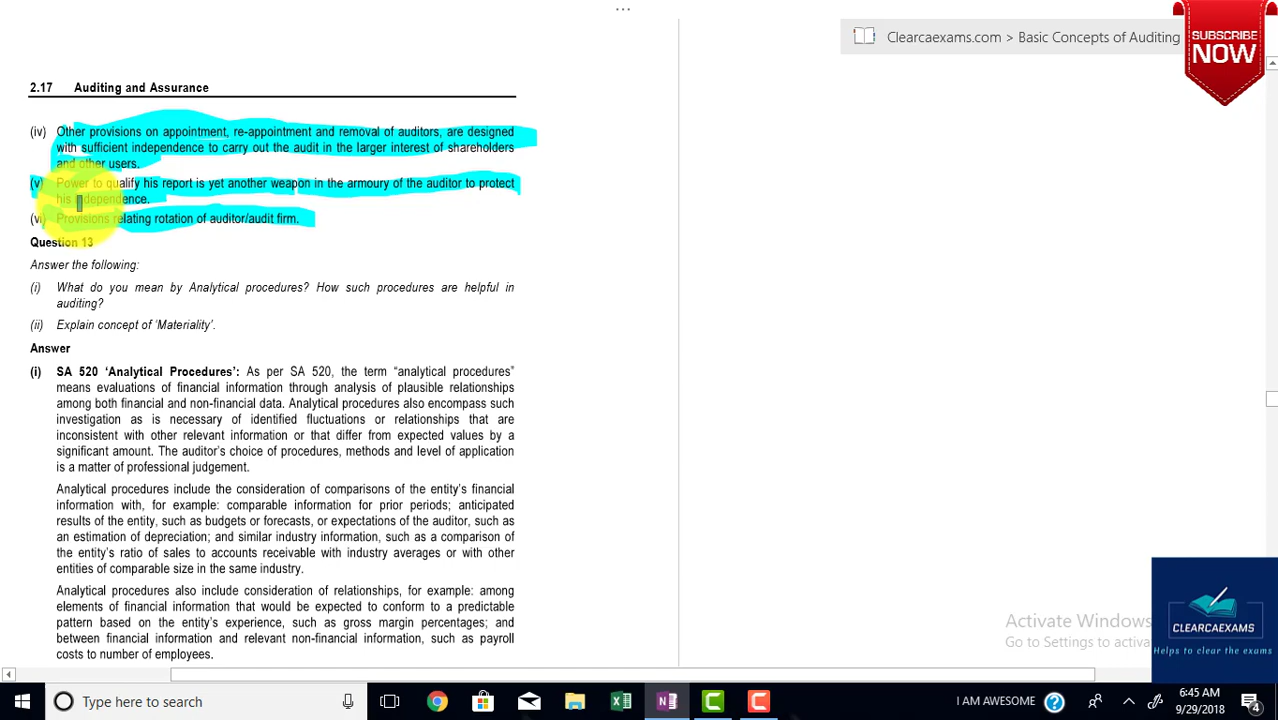 ...
Clearcaexams.com > Basic Concepts of Auditing
SUBSCRIBE
NOW
2.17 Auditing and Assurance
(iv) Other provisions on appointment, re-appointment and removal of auditors, are designed
with sufficient independence to carry out the audit in the larger interest of shareholders
and other users.
(v) Power to qualify his report is yet another weapon in the armoury of the auditor to protect
his independence.
(vi) Provisions relating rotation of auditor/audit firm.
Question 13
Answer the following:
(i) What do you mean by Analytical procedures? How such procedures are helpful in
auditing?
(ii) Explain concept of 'Materiality'.
Answer
(i) SA 520 'Analytical Procedures': As per SA 520, the term "analytical procedures"
means evaluations of financial information through analysis of plausible relationships
among both financial and non-financial data. Analytical procedures also encompass such
investigation as is necessary of identified fluctuations or relationships that are
inconsistent with other relevant information or that differ from expected values by a
significant amount. The auditor's choice of procedures, methods and level of application
is a matter of professional judgement.
Analytical procedures include the consideration of comparisons of the entity's financial
information with, for example: comparable information for prior periods; anticipated
results of the entity, such as budgets or forecasts, or expectations of the auditor, such as
an estimation of depreciation; and similar industry information, such as a comparison of
the entity's ratio of sales to accounts receivable with industry averages or with other
entities of comparable size in the same industry.
Analytical procedures also include consideration of relationships, for example: among
elements of financial information that would be expected to conform to a predictable
pattern based on the entity's experience, such as gross margin percentages; and
between financial information and relevant non-financial information, such as payroll
costs to number of employees.
Activate Windows
Go to Settings to activa
CLEARCAEXAMS
Helps to clear the exams
Type here to search
I AM AWESOME
6:45 AM
9/29/2018
4